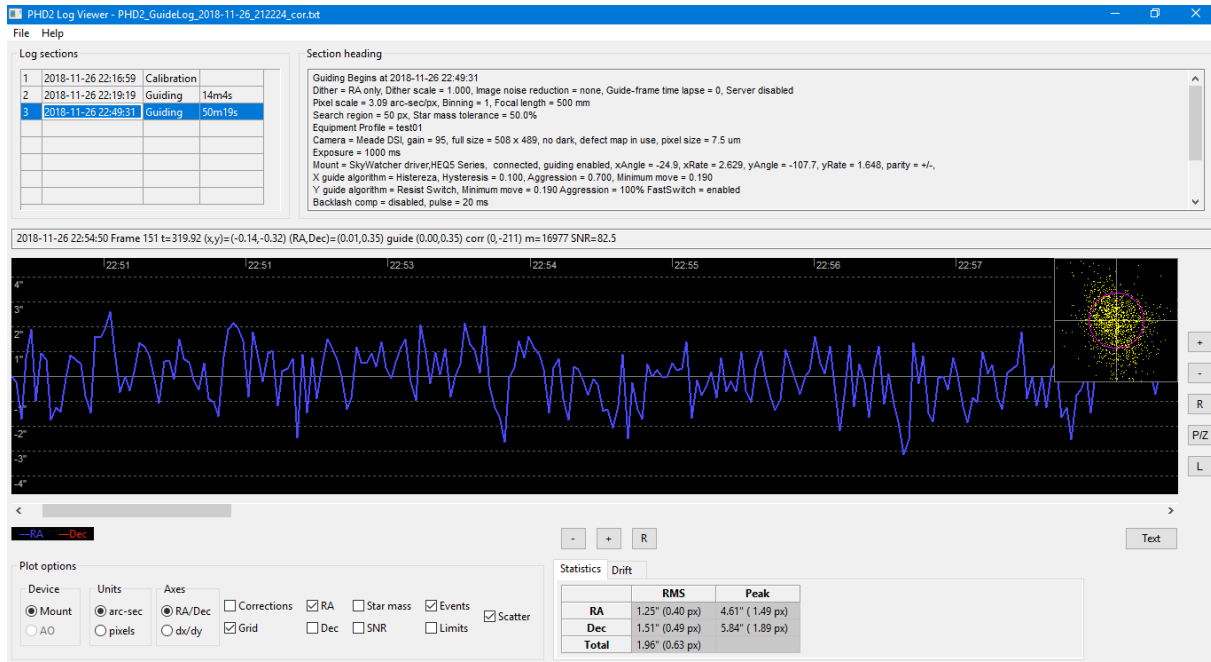 PHD2 Log Viewer - PHD2_GuideLog_2018-11-26_212224_cor.txt
File Help
Log sections
1 2018-11-26 22:16:59 Calibration
2 2018-11-26 22:19:19 Guiding 14m4s
3 2018-11-26 22:49:31 Guiding 50m19s
Section heading
Guiding Begins at 2018-11-26 22:49:31
Dither = RA only, Dither scale = 1.000, Image noise reduction = none, Guide-frame time lapse = 0, Server disabled
Pixel scale = 3.09 arc-sec/px, Binning = 1, Focal length = 500 mm
Search region = 50 px, Star mass tolerance = 50.0%
Equipment Profile = test01
Camera = Meade DSI, gain = 95, full size = 508 x 489, no dark, defect map in use, pixel size = 7.5 um
Exposure = 1000 ms
Mount = SkyWatcher driver,HEQ5 Series, connected, guiding enabled, xAngle = -24.9, xRate = 2.629, yAngle = -107.7, yRate = 1.648, parity = +/-,
X guide algorithm = Histereza, Hysteresis = 0.100, Aggression = 0.700, Minimum move = 0.190
Y guide algorithm = Resist Switch, Minimum move = 0.190 Aggression = 100% FastSwitch = enabled
Backlash comp = disabled, pulse = 20 ms
2018-11-26 22:54:50 Frame 151 t=319.92 (x,y)=(-0.14,-0.32) (RA,Dec)=(0.01,0.35) guide (0.00,0.35) corr (0,-211) m=16977 SNR=82.5
22:51 22:51 22:53 22:54 22:55 22:56 22:57
4"
3"
2"
1"
-1"
-2"
-3"
-4"
+
-
R
P/Z
L
—RA —Dec
- + R
Text
Plot options
Device Units Axes
Mount arc-sec RA/Dec Corrections RA Star mass Events Scatter
AO pixels dx/dy Grid Dec SNR Limits
Statistics Drift
RMS Peak
RA 1.25" (0.40 px) 4.61" ( 1.49 px)
Dec 1.51" (0.49 px) 5.84" ( 1.89 px)
Total 1.96" (0.63 px)